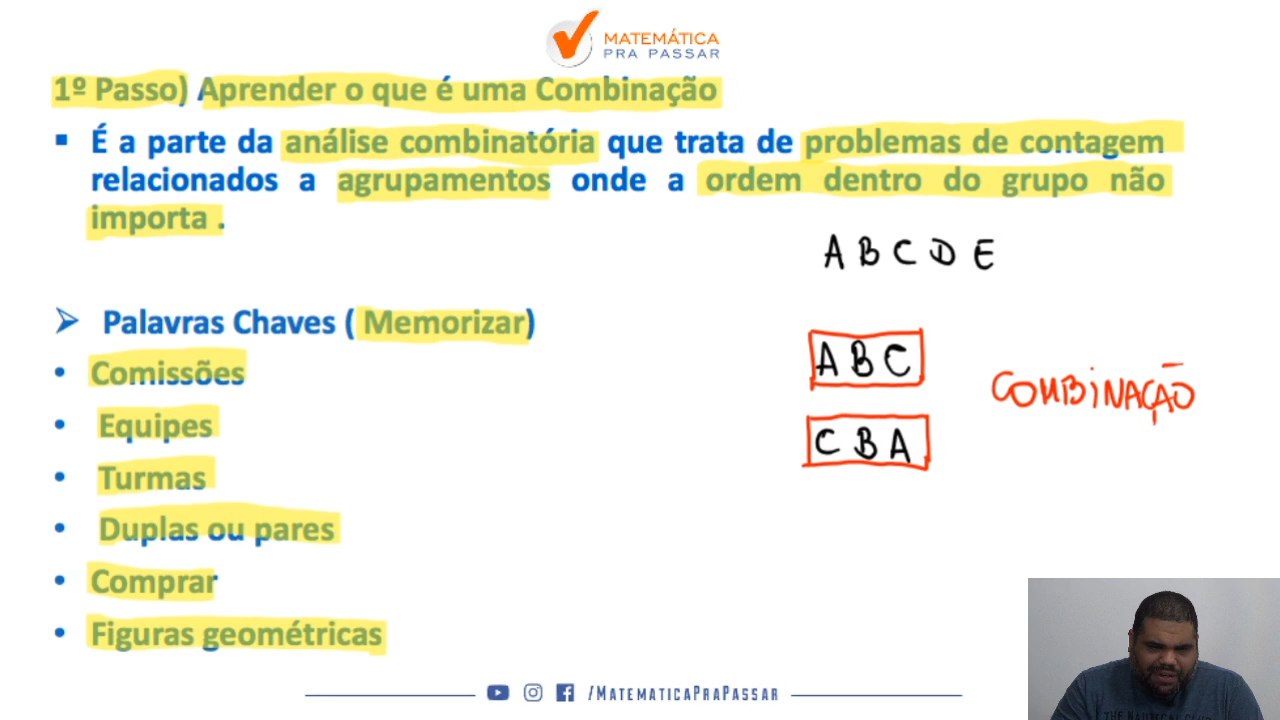 MATEMÁTICA
PRA PASSAR
1º Passo) Aprender o que é uma Combinação
▪ É a parte da análise combinatória que trata de problemas de contagem
relacionados a agrupamentos onde a ordem dentro do grupo não
importa .
A B C D E
➢ Palavras Chaves ( Memorizar)
• Comissões
A B C
COMBINAÇÃO
• Equipes
C B A
• Turmas
• Duplas ou pares
• Comprar
• Figuras geométricas
/MATEMATICAPRAPASSAR